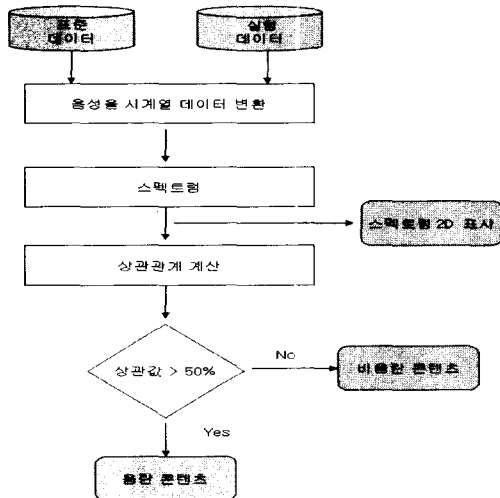 표준
데이터
실험
데이터
음성을 시계열 데이터 변환
스펙트럼
스펙트럼 2D 표시
상관관계 계산
상관값 > 50%
No
비음란 콘텐츠
Yes
음란 콘텐츠